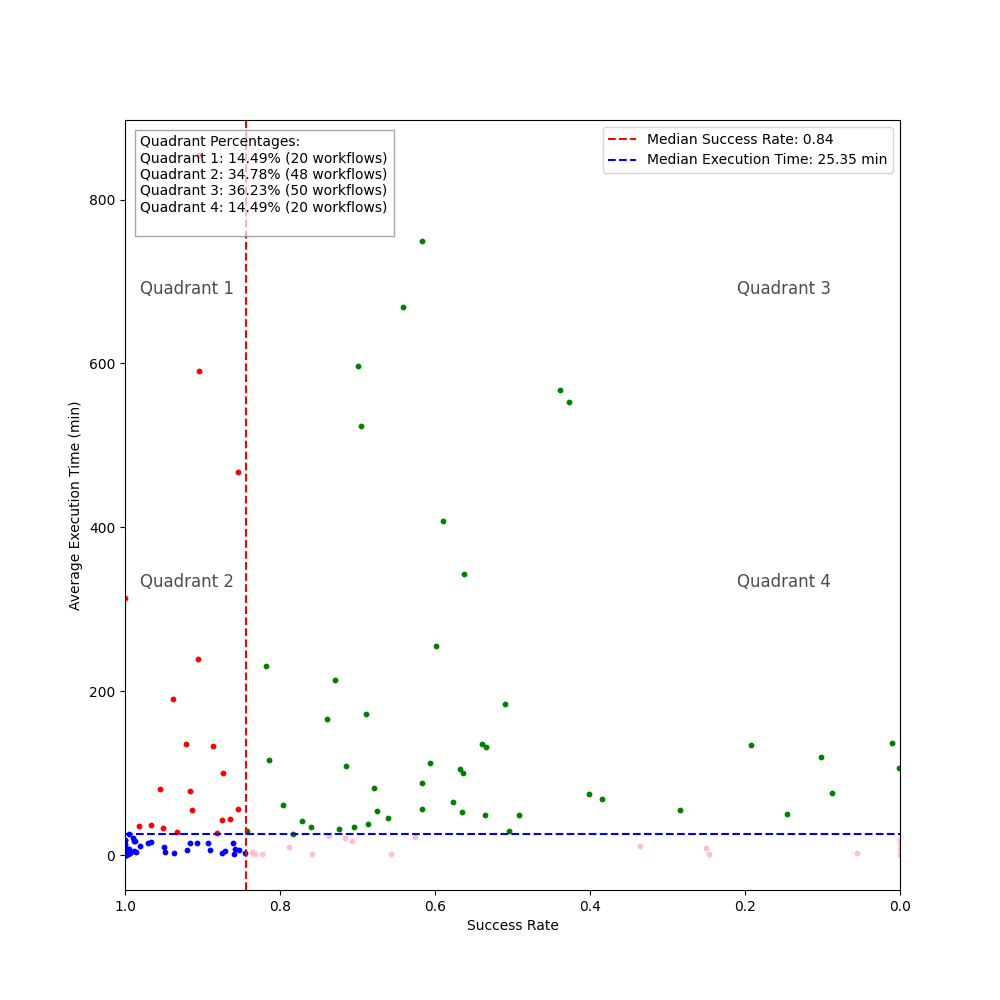 Quadrant Percentages:
Quadrant 1: 14.49% (20 workflows)
Quadrant 2: 34.78% (48 workflows)
Quadrant 3: 36.23% (50 workflows)
Quadrant 4: 14.49% (20 workflows)
Median Success Rate: 0.84
Median Execution Time: 25.35 min
Quadrant 1
Quadrant 3
Quadrant 2
Quadrant 4
Average Execution Time (min)
800
600
400
200
0
1.0
0.8
0.6
0.4
0.2
0.0
Success Rate